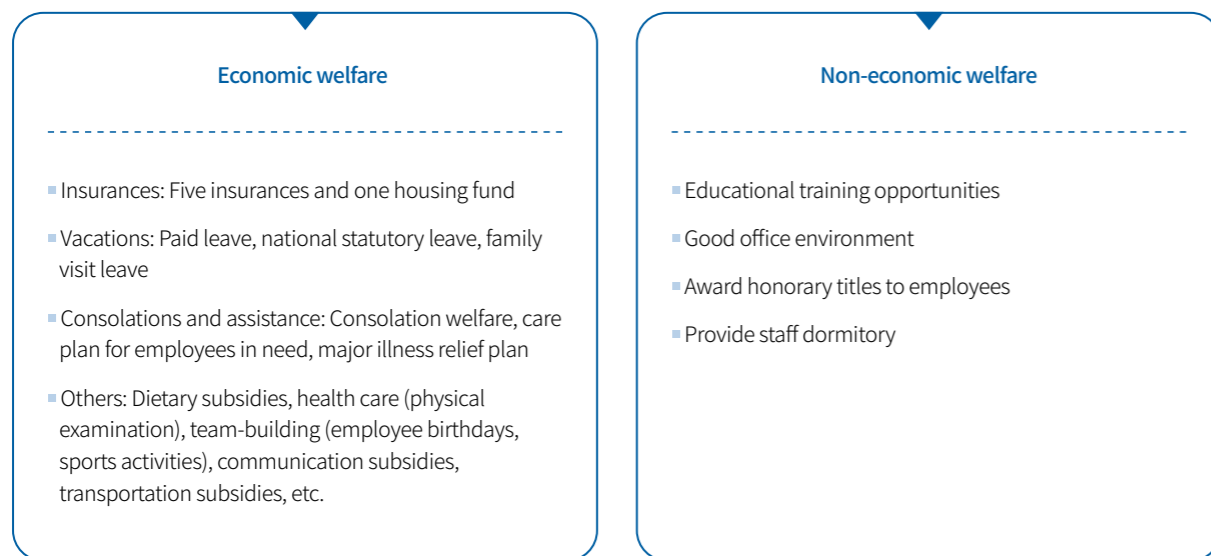 Economic welfare
Insurances: Five insurances and one housing fund
Vacations: Paid leave, national statutory leave, family
visit leave
Consolations and assistance: Consolation welfare, care
plan for employees in need, major illness relief plan
Others: Dietary subsidies, health care (physical
examination), team-building (employee birthdays,
sports activities), communication subsidies,
transportation subsidies, etc.
Non-economic welfare
Educational training opportunities
Good office environment
Award honorary titles to employees
Provide staff dormitory